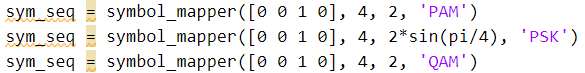 sym_seq = symbol_mapper([0 0 1 0], 4, 2, 'PAM')
sym_seq = symbol_mapper([0 0 1 0], 4, 2*sin(pi/4), 'PSK')
sym_seq = symbol_mapper([0 0 1 0], 4, 2, 'QAM')